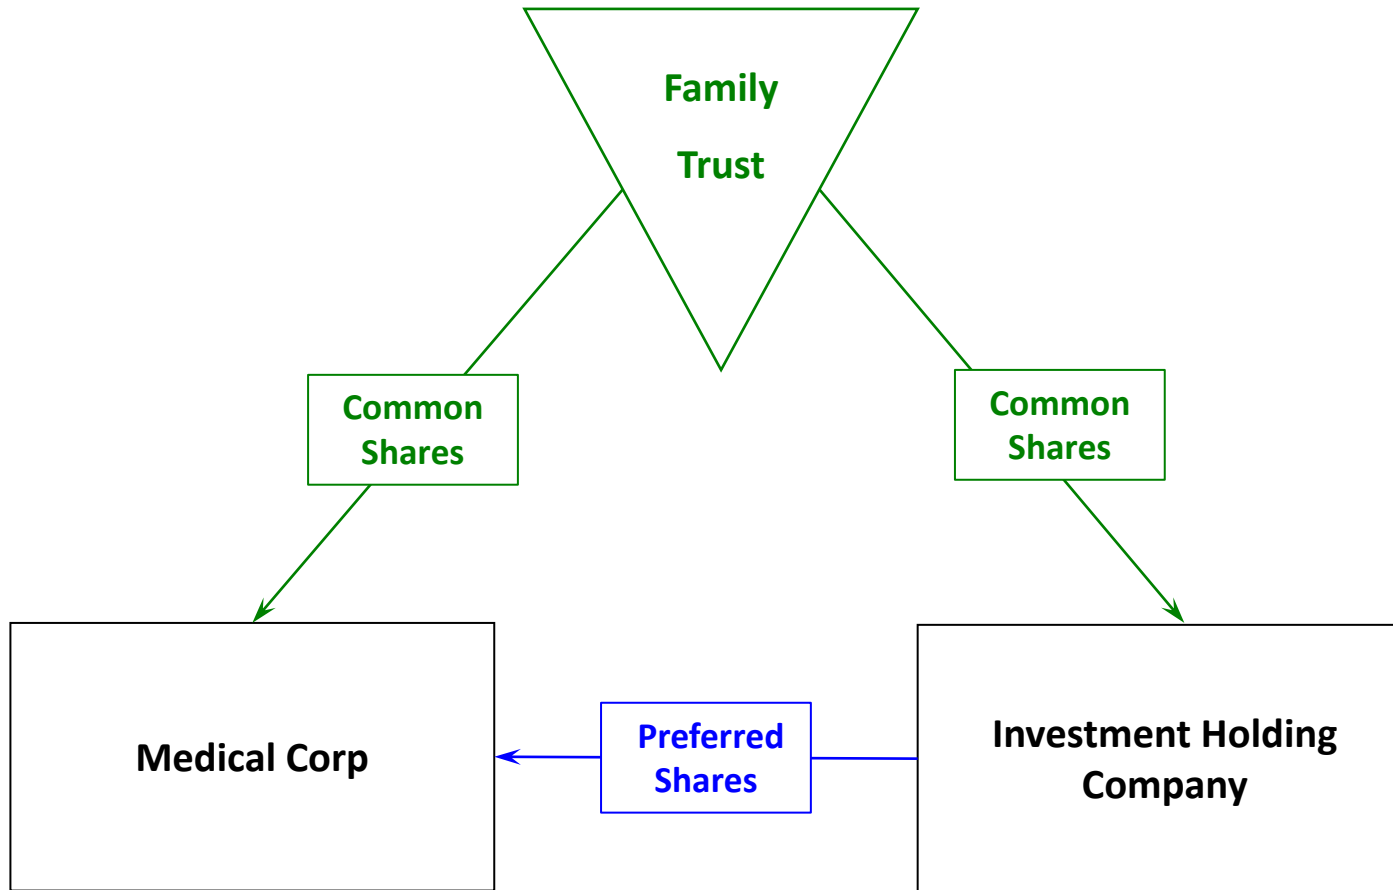 Family
Trust
Common
Shares
Common
Shares
Medical Corp
Preferred
Shares
Investment Holding
Company